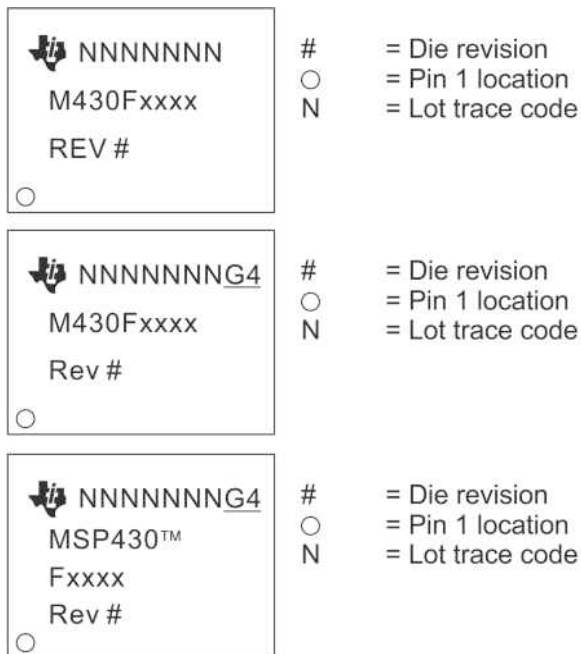 NNNNNNN
M430Fxxxx
REV #
# = Die revision
○ = Pin 1 location
N = Lot trace code
NNNNNNNG4
M430Fxxxx
Rev #
# = Die revision
○ = Pin 1 location
N = Lot trace code
NNNNNNNG4
MSP430™
Fxxxx
Rev #
# = Die revision
○ = Pin 1 location
N = Lot trace code